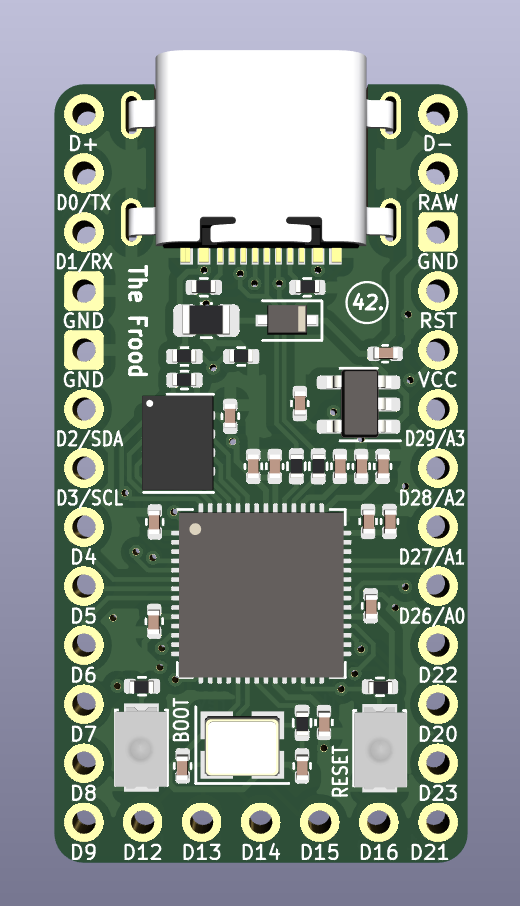 D+
D-
D0/TX
RAW
D1/RX
GND
The Frood
42.
GND
RST
GND
VCC
D2/SDA
D29/A3
D3/SCL
D28/A2
D4
D27/A1
D5
D26/A0
D6
D22
D7
BOOT
D20
D8
RESET
D23
D9
D12
D13
D14
D15
D16
D21